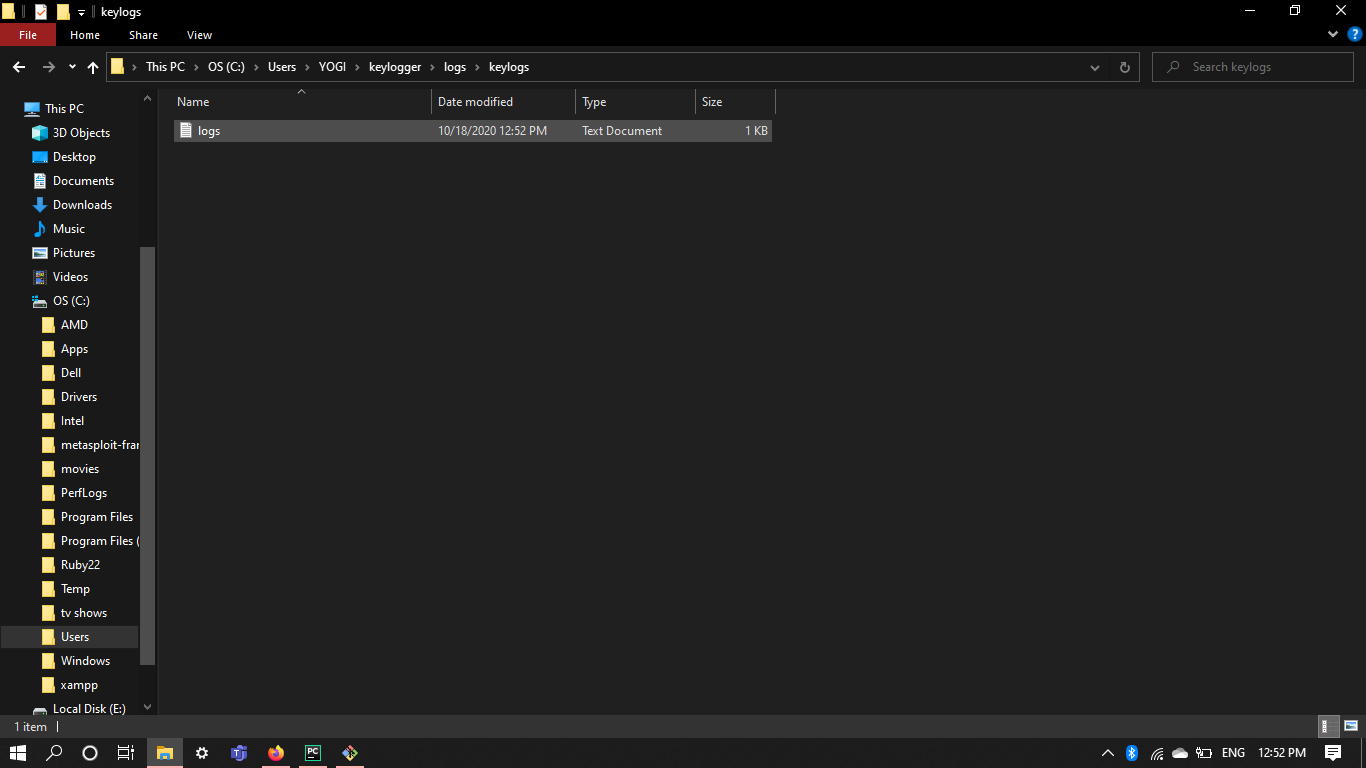 keylogs
File Home Share View
This PC OS (C:) Users YOGI keylogger logs keylogs
Search keylogs
Name Date modified Type Size
logs 10/18/2020 12:52 PM Text Document 1 KB
This PC
3D Objects
Desktop
Documents
Downloads
Music
Pictures
Videos
OS (C:)
AMD
Apps
Dell
Drivers
Intel
metasploit-fran
movies
PerfLogs
Program Files
Program Files (
Ruby22
Temp
tv shows
Users
Windows
xampp
Local Disk (E:)
1 item
PC
ENG 12:52 PM